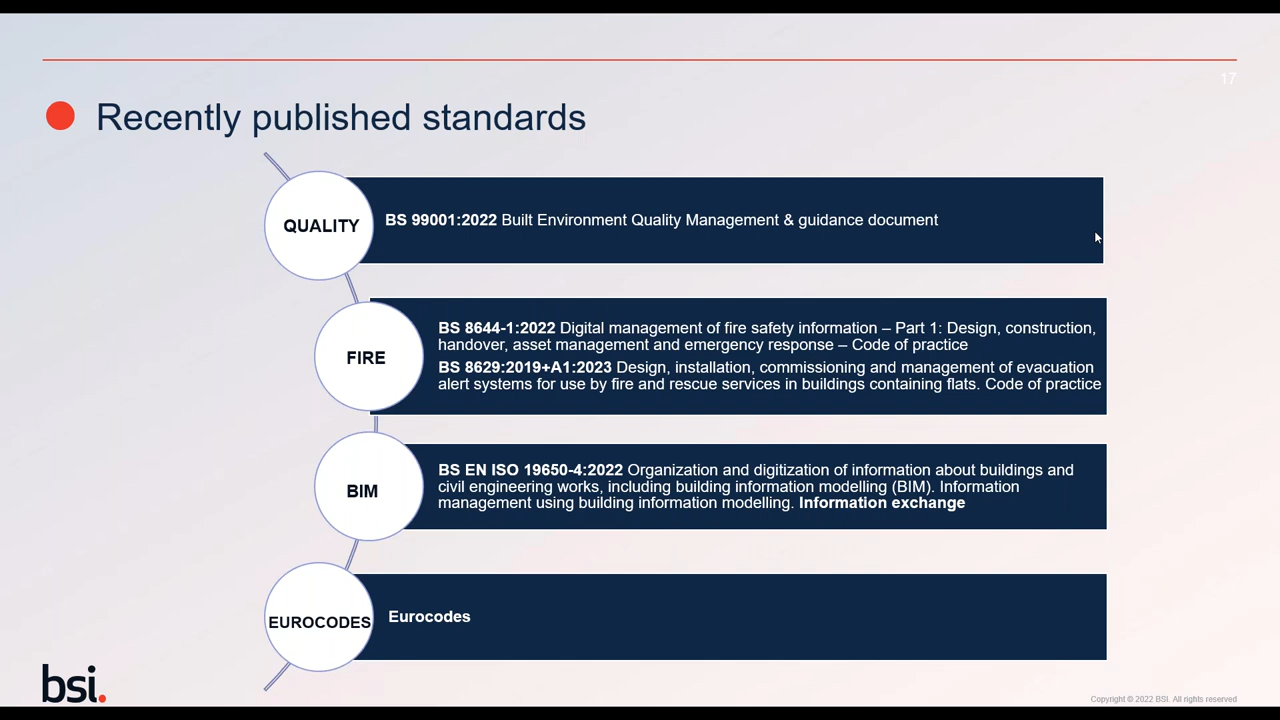 17
Recently published standards
QUALITY
BS 99001:2022 Built Environment Quality Management & guidance document
FIRE
BS 8644-1:2022 Digital management of fire safety information – Part 1: Design, construction,
handover, asset management and emergency response – Code of practice
BS 8629:2019+A1:2023 Design, installation, commissioning and management of evacuation
alert systems for use by fire and rescue services in buildings containing flats. Code of practice
BIM
BS EN ISO 19650-4:2022 Organization and digitization of information about buildings and
civil engineering works, including building information modelling (BIM). Information
management using building information modelling. Information exchange
EUROCODES
Eurocodes
bsi.
Copyright © 2022 BSI. All rights reserved